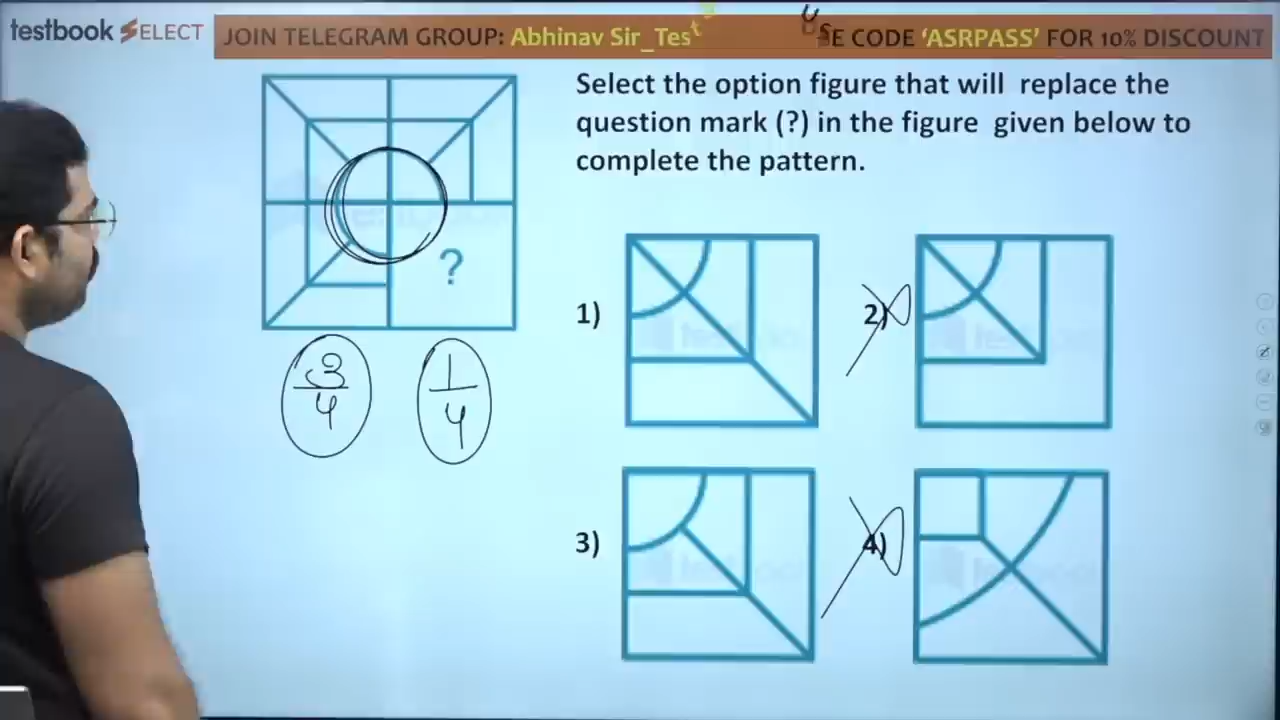 testbook SELECT
JOIN TELEGRAM GROUP: Abhinav Sir_Test
USE CODE ‘ASRPASS’ FOR 10% DISCOUNT
Select the option figure that will replace the
question mark (?) in the figure given below to
complete the pattern.
?
3/4
1/4
1)
2)
3)
4)